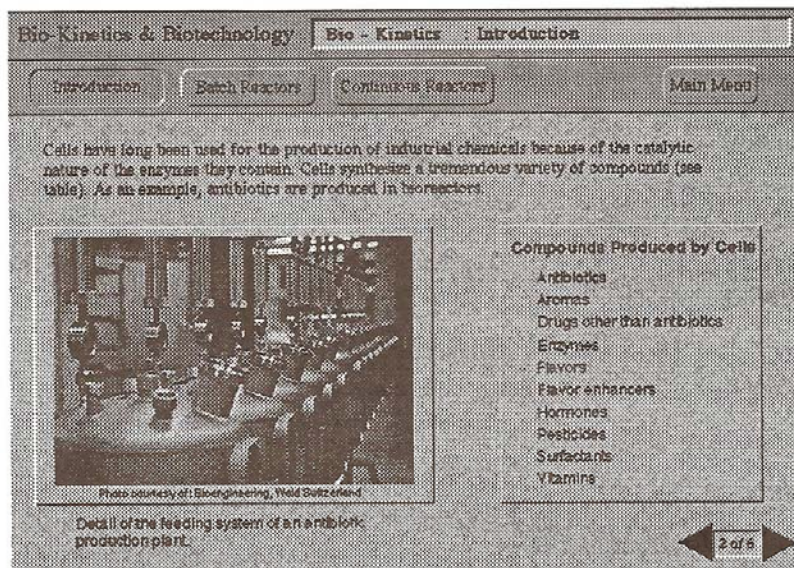 Bio-Kinetics & Biotechnology
Bio - Kinetics : Introduction
Introduction
Batch Reactors
Continuous Reactors
Main Menu
Cells have long been used for the production of industrial chemicals because of the catalytic
nature of the enzymes they contain. Cells synthesize a tremendous variety of compounds (see
table). As an example, antibiotics are produced in bioreactors.
Photo courtesy of: Bioengineering, Wald Switzerland
Detail of the feeding system of an antibiotic
production plant.
Compounds Produced by Cells
Antibiotics
Aromas
Drugs other than antibiotics
Enzymes
Flavors
Flavor enhancers
Hormones
Pesticides
Surfactants
Vitamins
2 of 6